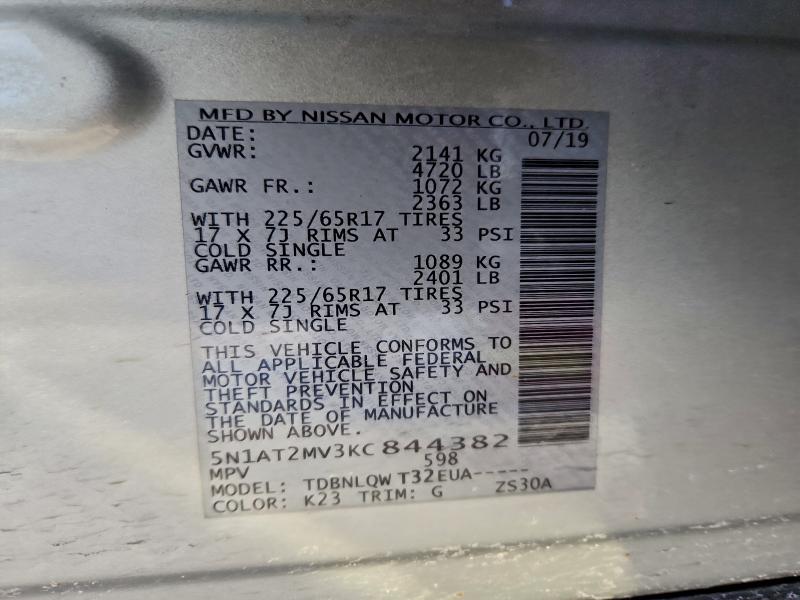 MFD BY NISSAN MOTOR CO., LTD.
DATE: 07/19
GVWR: 2141 KG
4720 LB
GAWR FR.: 1072 KG
2363 LB
WITH 225/65R17 TIRES
17 X 7J RIMS AT 33 PSI
COLD SINGLE
GAWR RR.: 1089 KG
2401 LB
WITH 225/65R17 TIRES
17 X 7J RIMS AT 33 PSI
COLD SINGLE
THIS VEHICLE CONFORMS TO
ALL APPLICABLE FEDERAL
MOTOR VEHICLE SAFETY AND
THEFT PREVENTION
STANDARDS IN EFFECT ON
THE DATE OF MANUFACTURE
SHOWN ABOVE.
5N1AT2MV3KC844382
MPV 598
MODEL: TDBNLQW T32EUA-----
COLOR: K23 TRIM: G ZS30A